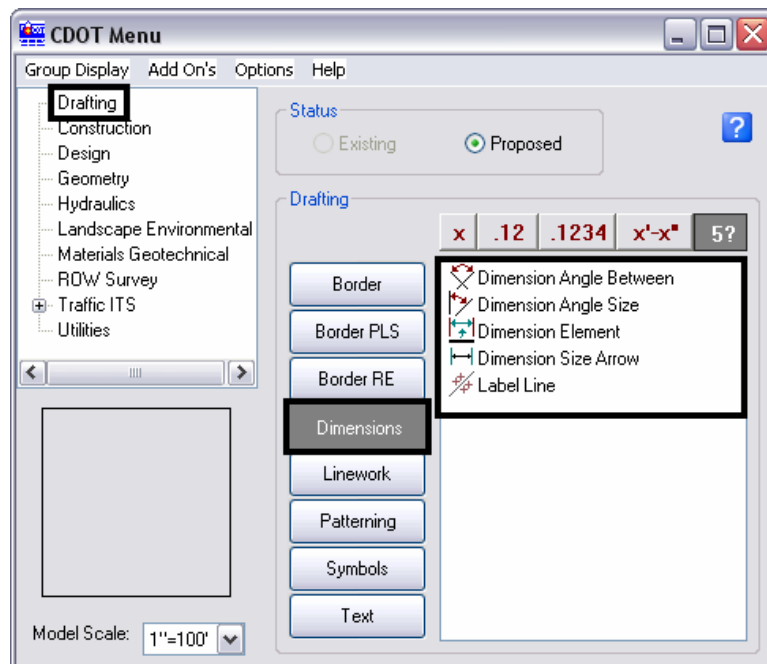 CDOT Menu
Group Display Add On's Options Help
Drafting
Construction
Design
Geometry
Hydraulics
Landscape Environmental
Materials Geotechnical
ROW Survey
Traffic ITS
Utilities
Status
Existing Proposed
?
Drafting
x .12 .1234 x'-x" 5?
Border
Border PLS
Border RE
Dimensions
Linework
Patterning
Symbols
Text
Dimension Angle Between
Dimension Angle Size
Dimension Element
Dimension Size Arrow
Label Line
Model Scale: 1"=100'